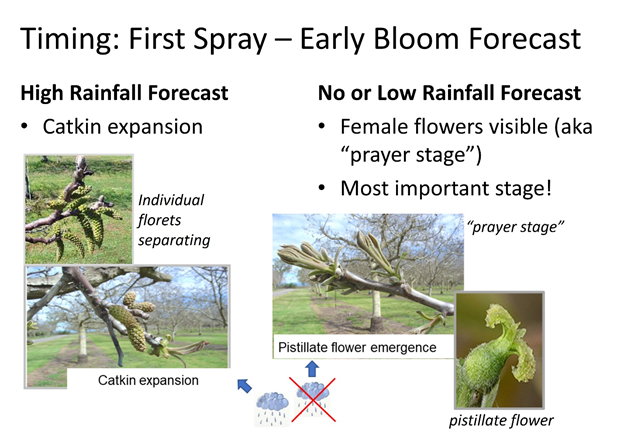 Timing: First Spray – Early Bloom Forecast
High Rainfall Forecast
• Catkin expansion
Individual
florets
separating
Catkin expansion
No or Low Rainfall Forecast
• Female flowers visible (aka
“prayer stage”)
• Most important stage!
“prayer stage”
Pistillate flower emergence
pistillate flower